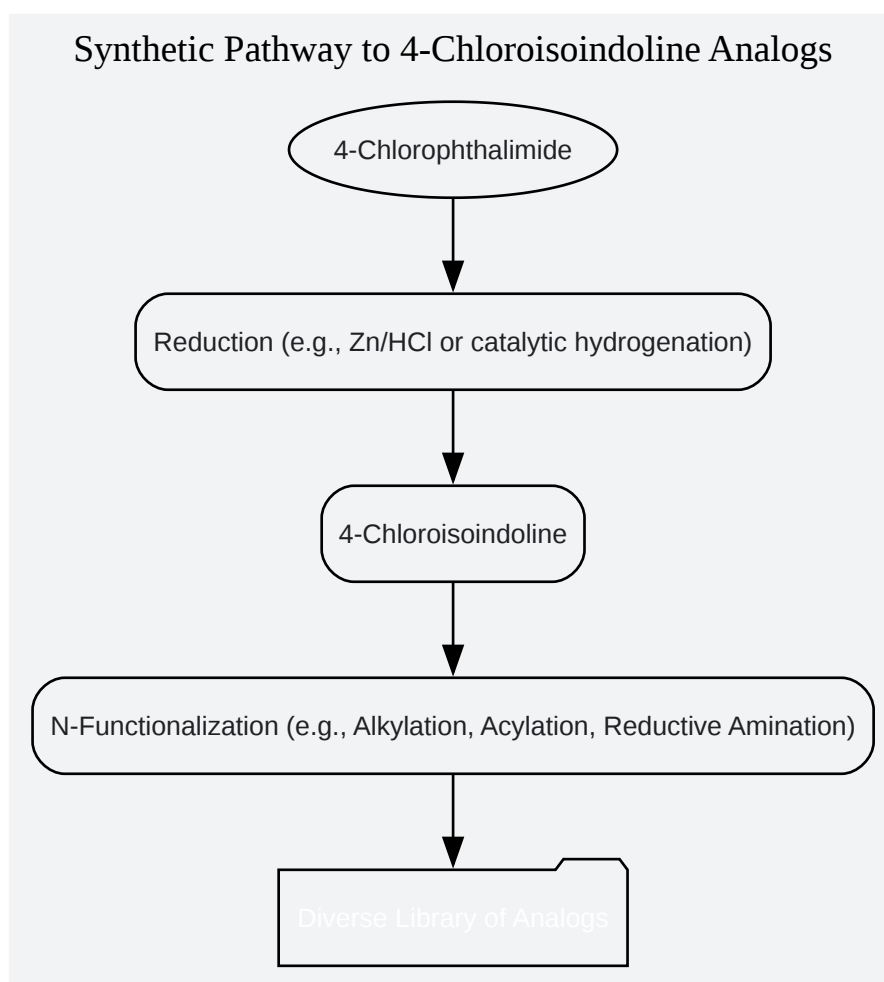 Synthetic Pathway to 4-Chloroisoindoline Analogs
4-Chlorophthalimide
Reduction (e.g., Zn/HCl or catalytic hydrogenation)
4-Chloroisoindoline
N-Functionalization (e.g., Alkylation, Acylation, Reductive Amination)
Diverse Library of Analogs